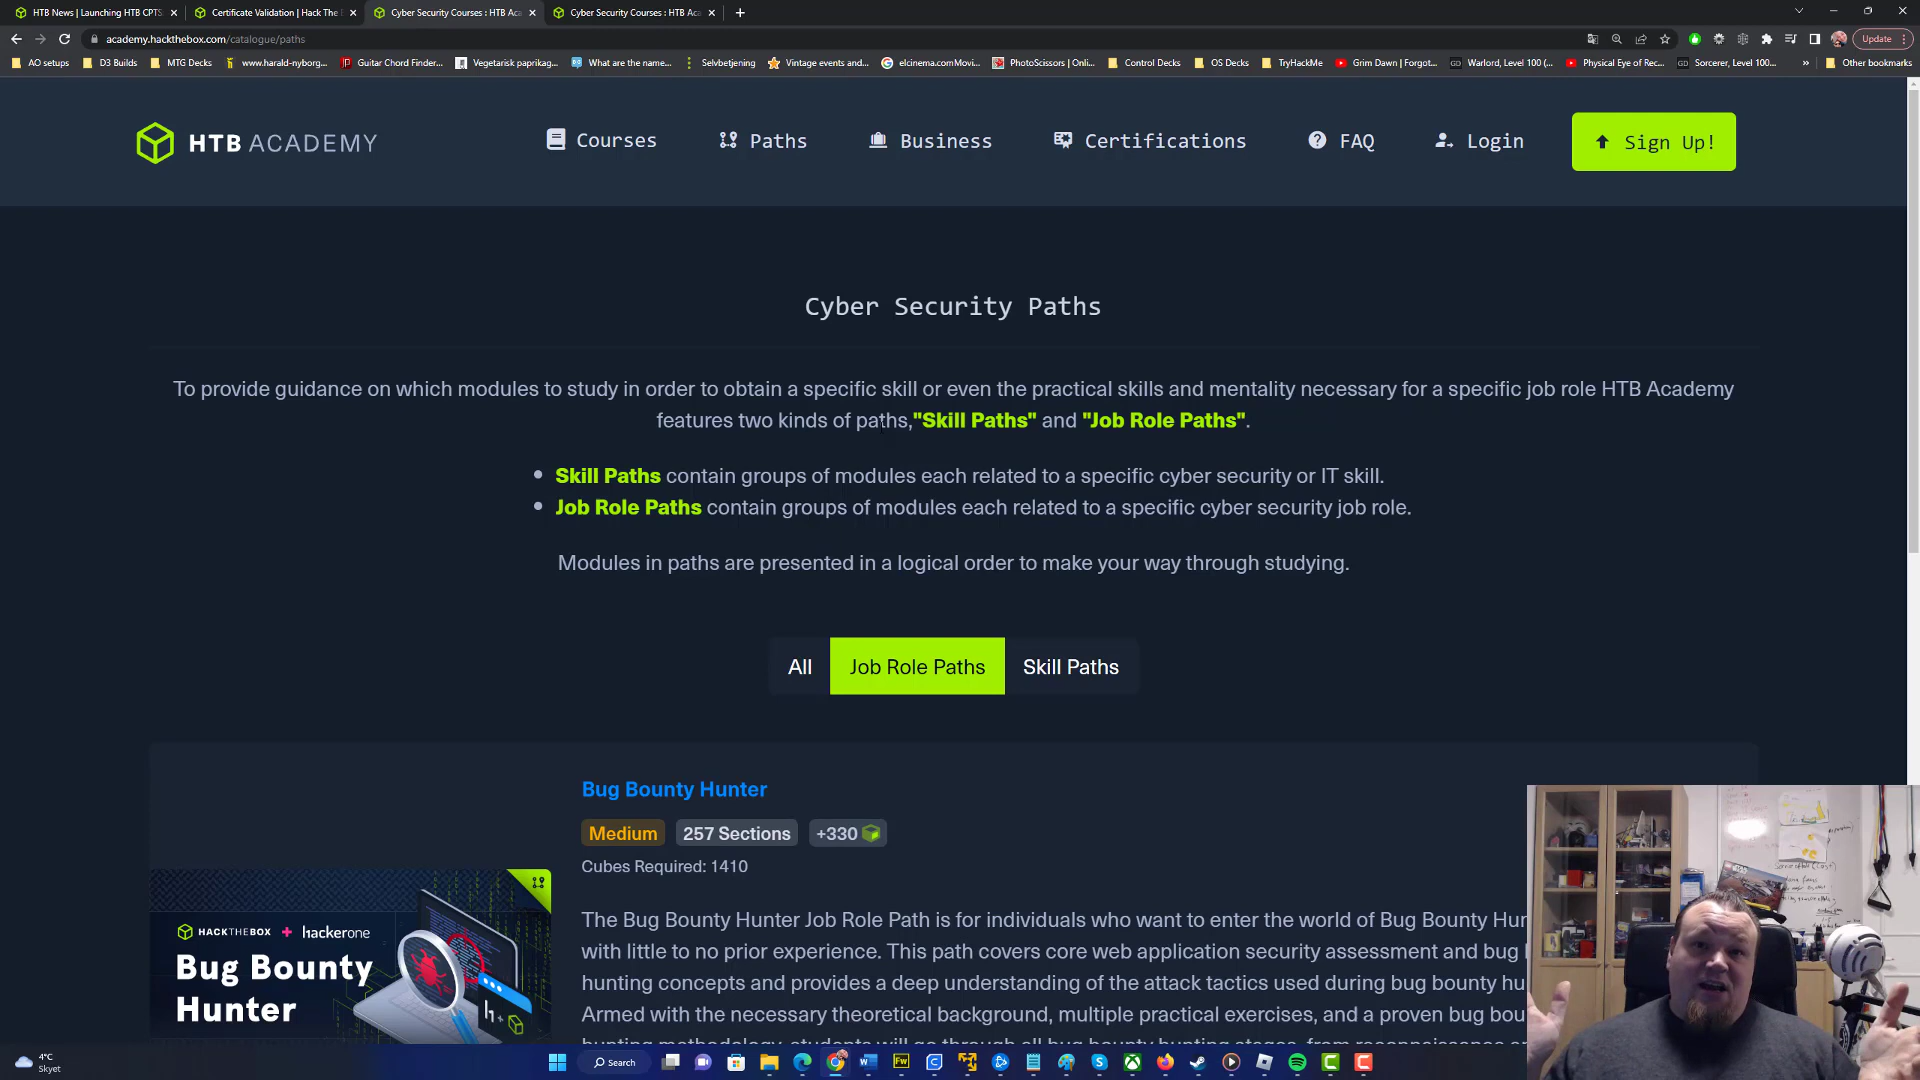 HTB News | Launching HTB CPTS
Certificate Validation | Hack The B
Cyber Security Courses : HTB Aca
Cyber Security Courses : HTB Aca
academy.hackthebox.com/catalogue/paths
Update
AO setups
D3 Builds
MTG Decks
www.harald-nyborg...
Guitar Chord Finder...
Vegetarisk paprikag...
What are the name...
Selvbetjening
Vintage events and...
elcinema.comMovi...
PhotoScissors | Onli...
Control Decks
OS Decks
TryHackMe
Grim Dawn | Forgot...
Warlord, Level 100 (...
Physical Eye of Rec...
Sorcerer, Level 100...
Other bookmarks
HTB ACADEMY
Courses
Paths
Business
Certifications
FAQ
Login
Sign Up!
Cyber Security Paths
To provide guidance on which modules to study in order to obtain a specific skill or even the practical skills and mentality necessary for a specific job role HTB Academy
features two kinds of paths,"Skill Paths" and "Job Role Paths".
Skill Paths contain groups of modules each related to a specific cyber security or IT skill.
Job Role Paths contain groups of modules each related to a specific cyber security job role.
Modules in paths are presented in a logical order to make your way through studying.
All
Job Role Paths
Skill Paths
Bug Bounty Hunter
Medium
257 Sections
+330
Cubes Required: 1410
HACKTHEBOX + hackerone
Bug Bounty
Hunter
The Bug Bounty Hunter Job Role Path is for individuals who want to enter the world of Bug Bounty Hun
with little to no prior experience. This path covers core web application security assessment and bug b
hunting concepts and provides a deep understanding of the attack tactics used during bug bounty hu
Armed with the necessary theoretical background, multiple practical exercises, and a proven bug bou
hunting methodology, students will go through all bug bounty hunting stages, from reconnaissance
4°C
Skyet
Search